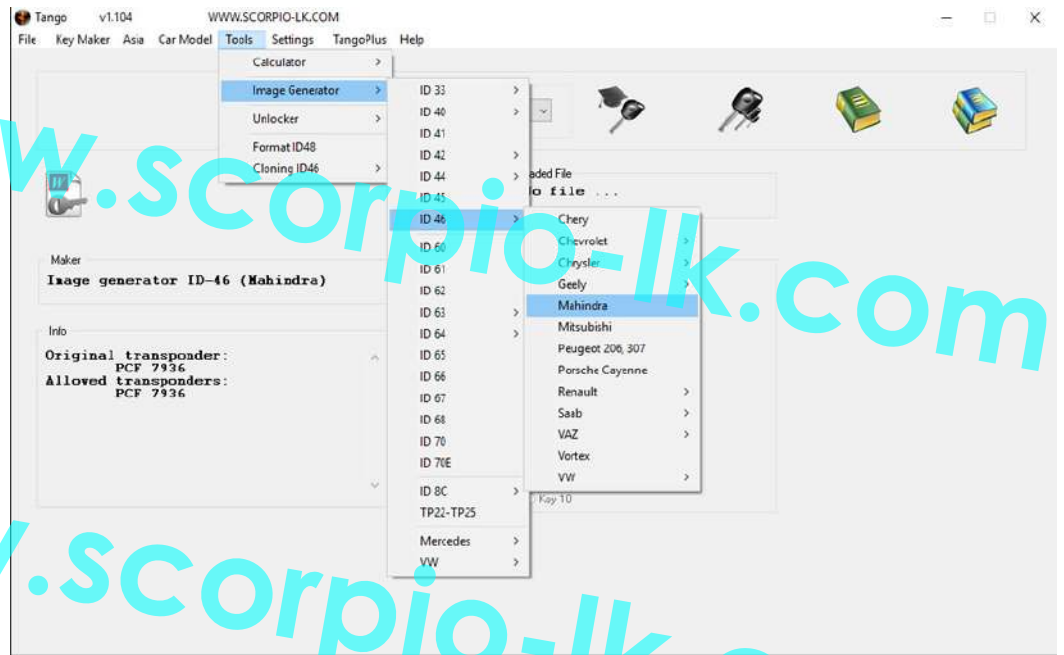 Tango v1.104 WWW.SCORPIO-LK.COM
File Key Maker Asia Car Model Tools Settings TangoPlus Help
Calculator
Image Generator
Unlocker
Format ID48
Cloning ID46
ID 33
ID 40
ID 41
ID 42
ID 44
ID 45
ID 46
ID 60
ID 61
ID 62
ID 63
ID 64
ID 65
ID 66
ID 67
ID 68
ID 70
ID 70E
ID 8C
TP22-TP25
Mercedes
VW
Chery
Chevrolet
Chrysler
Geely
Mahindra
Mitsubishi
Peugeot 206, 307
Porsche Cayenne
Renault
Saab
VAZ
Vortex
VW
aded File
o file ...
Maker
Image generator ID-46 (Mahindra)
Info
Original transponder:
PCF 7936
Allowed transponders:
PCF 7936
Key 10
w.scorpio-lk.com
.scorpio-lk.c